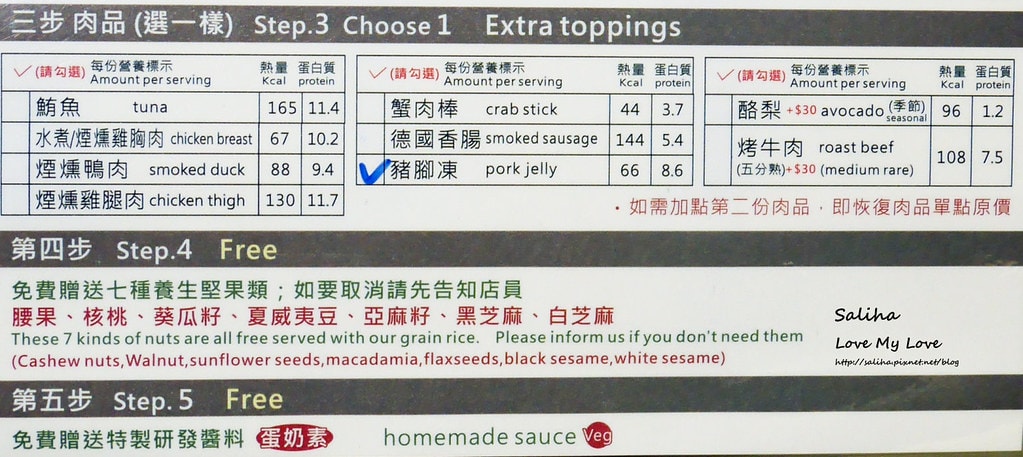 三步 肉品 (選一樣) Step.3 Choose 1 Extra toppings
(請勾選) 每份營養標示 Amount per serving 熱量 Kcal 蛋白質 protein
鮪魚 tuna 165 11.4
水煮/煙燻雞胸肉 chicken breast 67 10.2
煙燻鴨肉 smoked duck 88 9.4
煙燻雞腿肉 chicken thigh 130 11.7
(請勾選) 每份營養標示 Amount per serving 熱量 Kcal 蛋白質 protein
蟹肉棒 crab stick 44 3.7
德國香腸 smoked sausage 144 5.4
豬腳凍 pork jelly 66 8.6
(請勾選) 每份營養標示 Amount per serving 熱量 Kcal 蛋白質 protein
酪梨 +$30 avocado (季節) seasonal 96 1.2
烤牛肉 roast beef 108 7.5
(五分熟)+$30 (medium rare)
・如需加點第二份肉品，即恢復肉品單點原價
第四步 Step.4 Free
免費贈送七種養生堅果類；如要取消請先告知店員
腰果、核桃、葵瓜籽、夏威夷豆、亞麻籽、黑芝麻、白芝麻
These 7 kinds of nuts are all free served with our grain rice. Please inform us if you don't need them
(Cashew nuts,Walnut,sunflower seeds,macadamia,flaxseeds,black sesame,white sesame)
Saliha
Love My Love
http://saliha.pixnet.net/blog
第五步 Step.5 Free
免費贈送特製研發醬料 蛋奶素 homemade sauce Veg